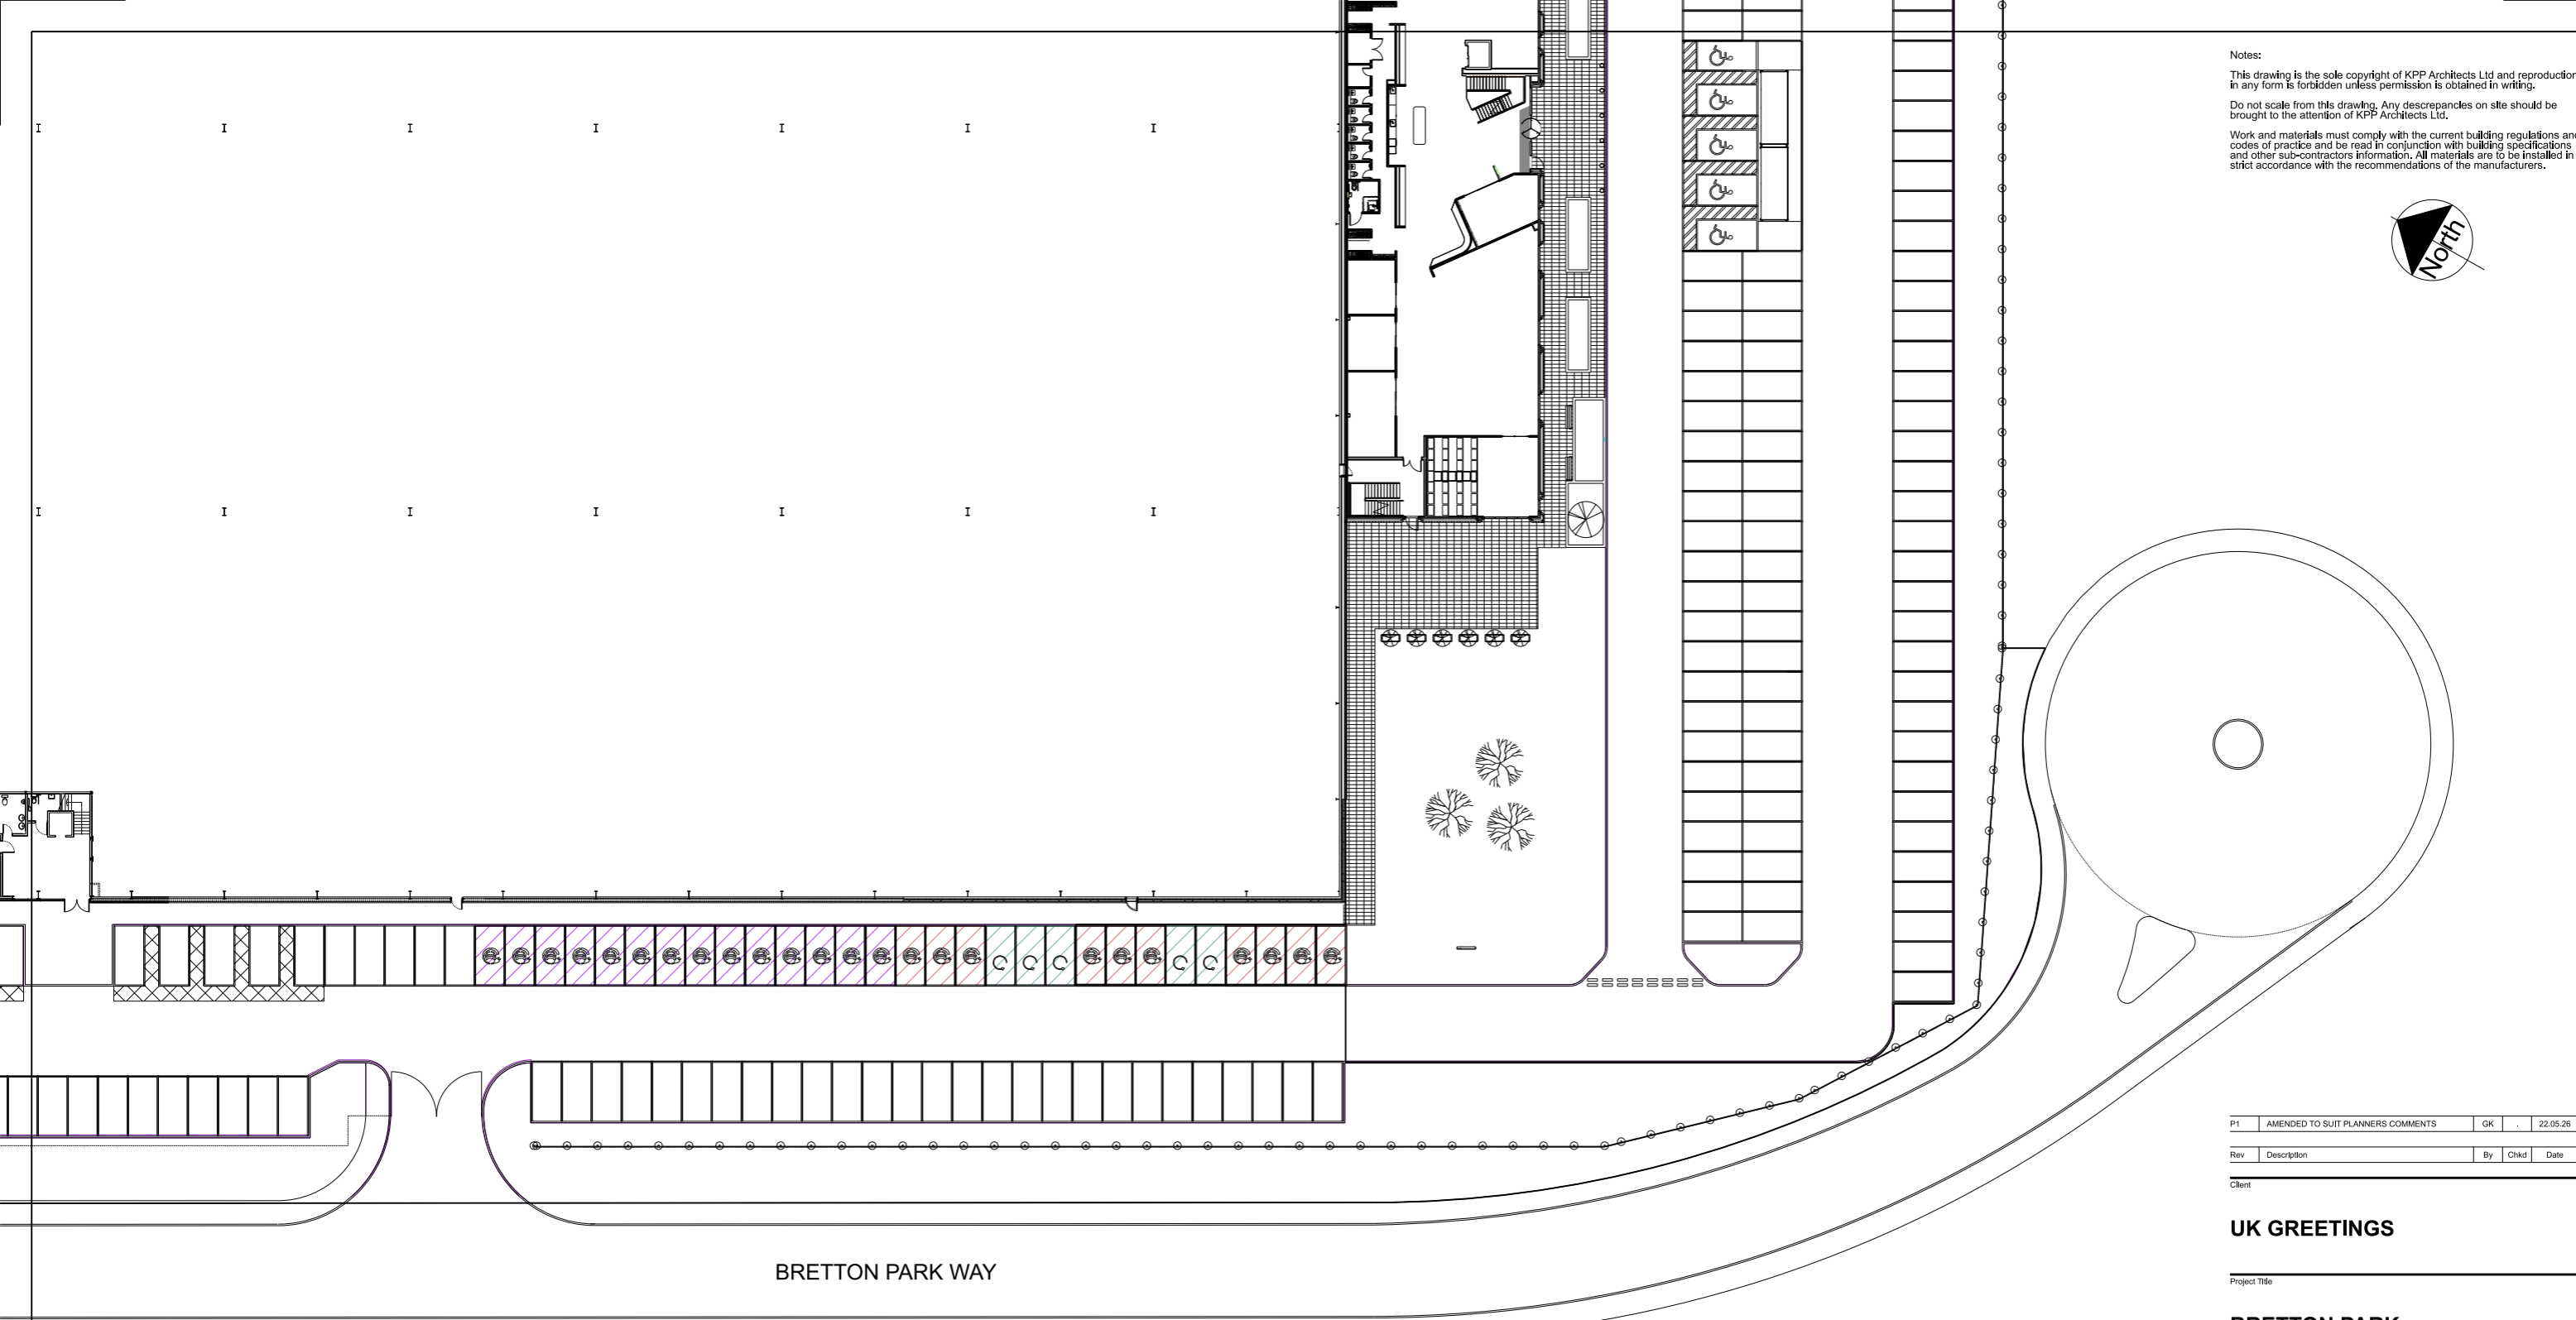 Notes:
This drawing is the sole copyright of KPP Architects Ltd and reproduction
in any form is forbidden unless permission is obtained in writing.
Do not scale from this drawing. Any descrepancies on site should be
brought to the attention of KPP Architects Ltd.
Work and materials must comply with the current building regulations and
codes of practice and be read in conjunction with building specifications
and other sub-contractors information. All materials are to be installed in
strict accordance with the recommendations of the manufacturers.
North
P1 AMENDED TO SUIT PLANNERS COMMENTS GK . 22.05.26
Rev Description By Chkd Date
Client
UK GREETINGS
Project Title
BRETTON PARK
BRETTON PARK WAY